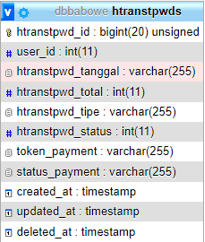 v dbbabowe htranstpwds
htranstpwd_id : bigint(20) unsigned
# user_id : int(11)
htranstpwd_tanggal : varchar(255)
# htranstpwd_total : int(11)
htranstpwd_tipe : varchar(255)
# htranstpwd_status : int(11)
token_payment : varchar(255)
status_payment : varchar(255)
created_at : timestamp
updated_at : timestamp
deleted_at : timestamp